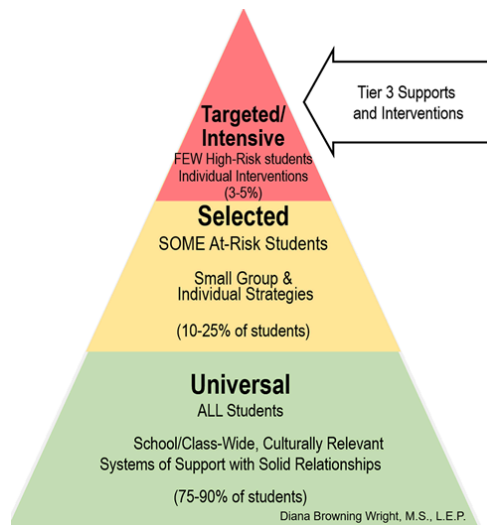 Targeted/
Intensive
FEW High-Risk students
Individual Interventions
(3-5%)
Tier 3 Supports
and Interventions
Selected
SOME At-Risk Students
Small Group &
Individual Strategies
(10-25% of students)
Universal
ALL Students
School/Class-Wide, Culturally Relevant
Systems of Support with Solid Relationships
(75-90% of students)
Diana Browning Wright, M.S., L.E.P.